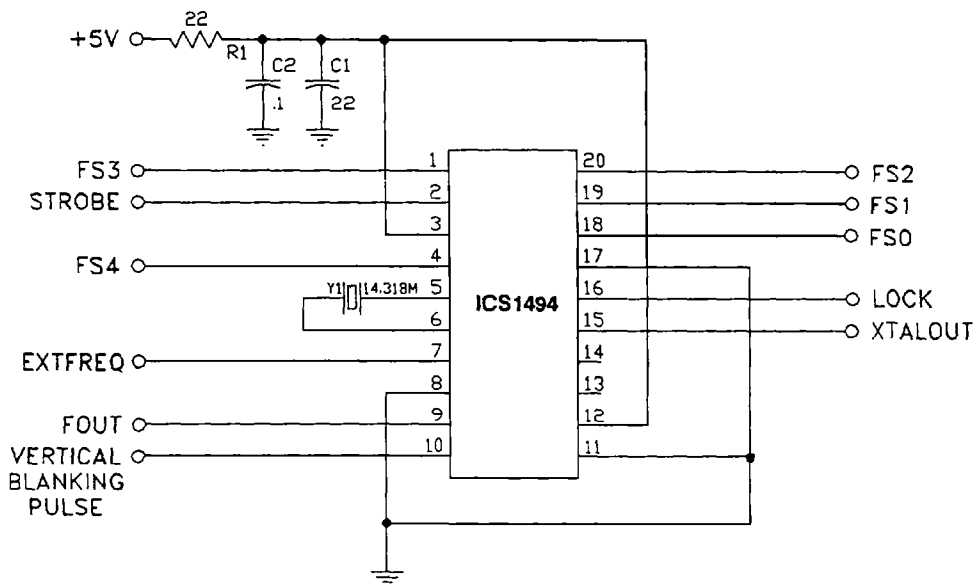 22
+5V
R1
C2
C1
.1
22
FS3
1
20
FS2
STROBE
2
19
FS1
3
18
FS0
FS4
4
17
Y1
14.318M
5
ICS1494
16
LOCK
6
15
XTALOUT
EXTFREQ
7
14
8
13
FOUT
9
12
VERTICAL
BLANKING
PULSE
10
11